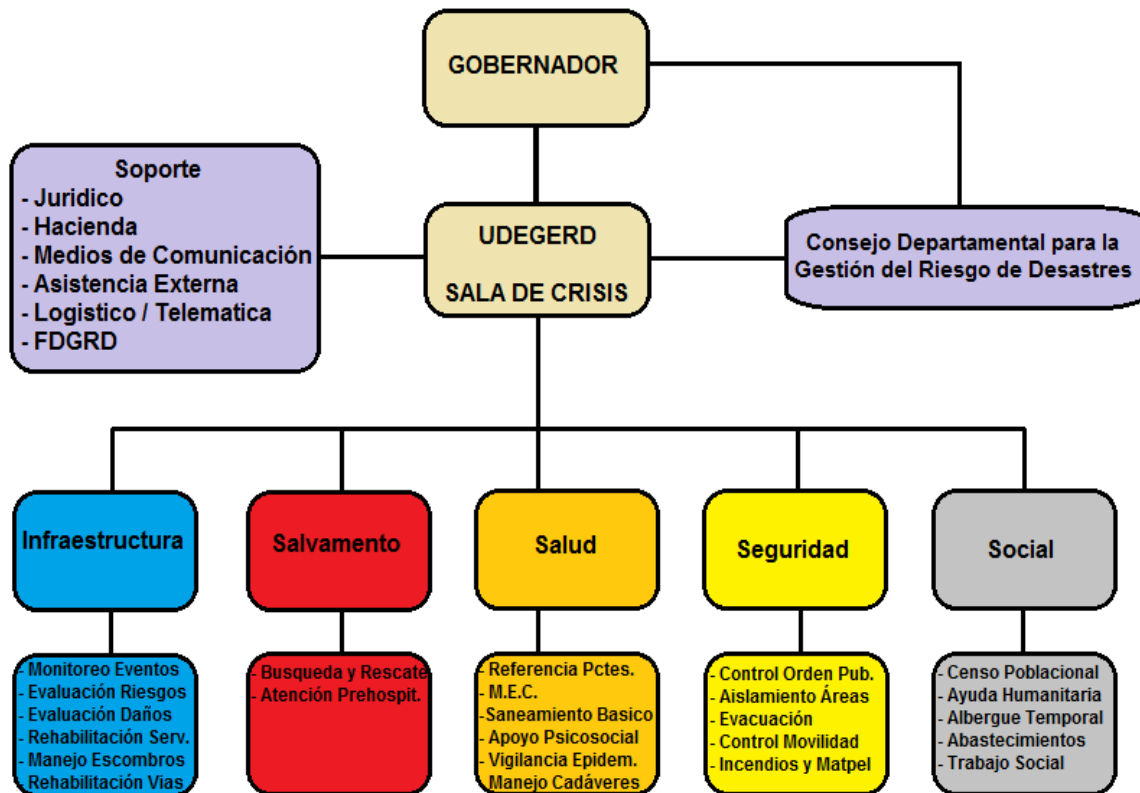 GOBERNADOR
Soporte
- Juridico
- Hacienda
- Medios de Comunicación
- Asistencia Externa
- Logistico / Telematica
- FDGRD
UDEGERD
SALA DE CRISIS
Consejo Departamental para la
Gestión del Riesgo de Desastres
Infraestructura
Salvamento
Salud
Seguridad
Social
- Monitoreo Eventos
- Evaluación Riesgos
- Evaluación Daños
- Rehabilitación Serv.
- Manejo Escombros
- Rehabilitación Vias
- Busqueda y Rescate
- Atención Prehospit.
- Referencia Pctes.
- M.E.C.
- Saneamiento Basico
- Apoyo Psicosocial
- Vigilancia Epidem.
- Manejo Cadáveres
- Control Orden Pub.
- Aislamiento Áreas
- Evacuación
- Control Movilidad
- Incendios y Matpel
- Censo Poblacional
- Ayuda Humanitaria
- Albergue Temporal
- Abastecimientos
- Trabajo Social